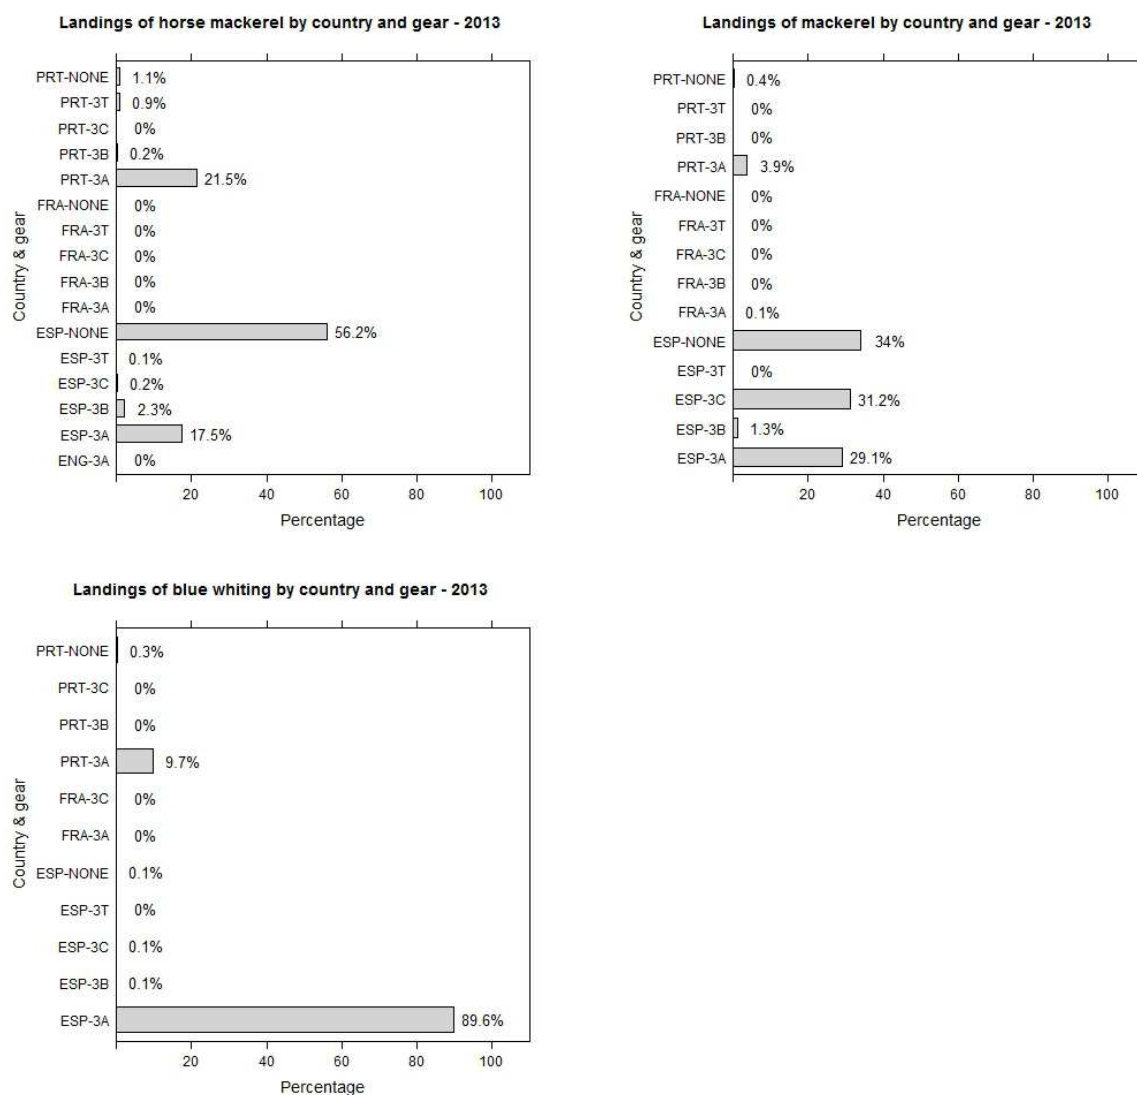 Landings of horse mackerel by country and gear - 2013
PRT-NONE 1.1%
PRT-3T 0.9%
PRT-3C 0%
PRT-3B 0.2%
PRT-3A 21.5%
FRA-NONE 0%
FRA-3T 0%
FRA-3C 0%
FRA-3B 0%
FRA-3A 0%
ESP-NONE 56.2%
ESP-3T 0.1%
ESP-3C 0.2%
ESP-3B 2.3%
ESP-3A 17.5%
ENG-3A 0%
Country & gear
20 40 60 80 100
Percentage
Landings of mackerel by country and gear - 2013
PRT-NONE 0.4%
PRT-3T 0%
PRT-3B 0%
PRT-3A 3.9%
FRA-NONE 0%
FRA-3T 0%
FRA-3C 0%
FRA-3B 0%
FRA-3A 0.1%
ESP-NONE 34%
ESP-3T 0%
ESP-3C 31.2%
ESP-3B 1.3%
ESP-3A 29.1%
Country & gear
20 40 60 80 100
Percentage
Landings of blue whiting by country and gear - 2013
PRT-NONE 0.3%
PRT-3C 0%
PRT-3B 0%
PRT-3A 9.7%
FRA-3C 0%
FRA-3A 0%
ESP-NONE 0.1%
ESP-3T 0%
ESP-3C 0.1%
ESP-3B 0.1%
ESP-3A 89.6%
Country & gear
20 40 60 80 100
Percentage